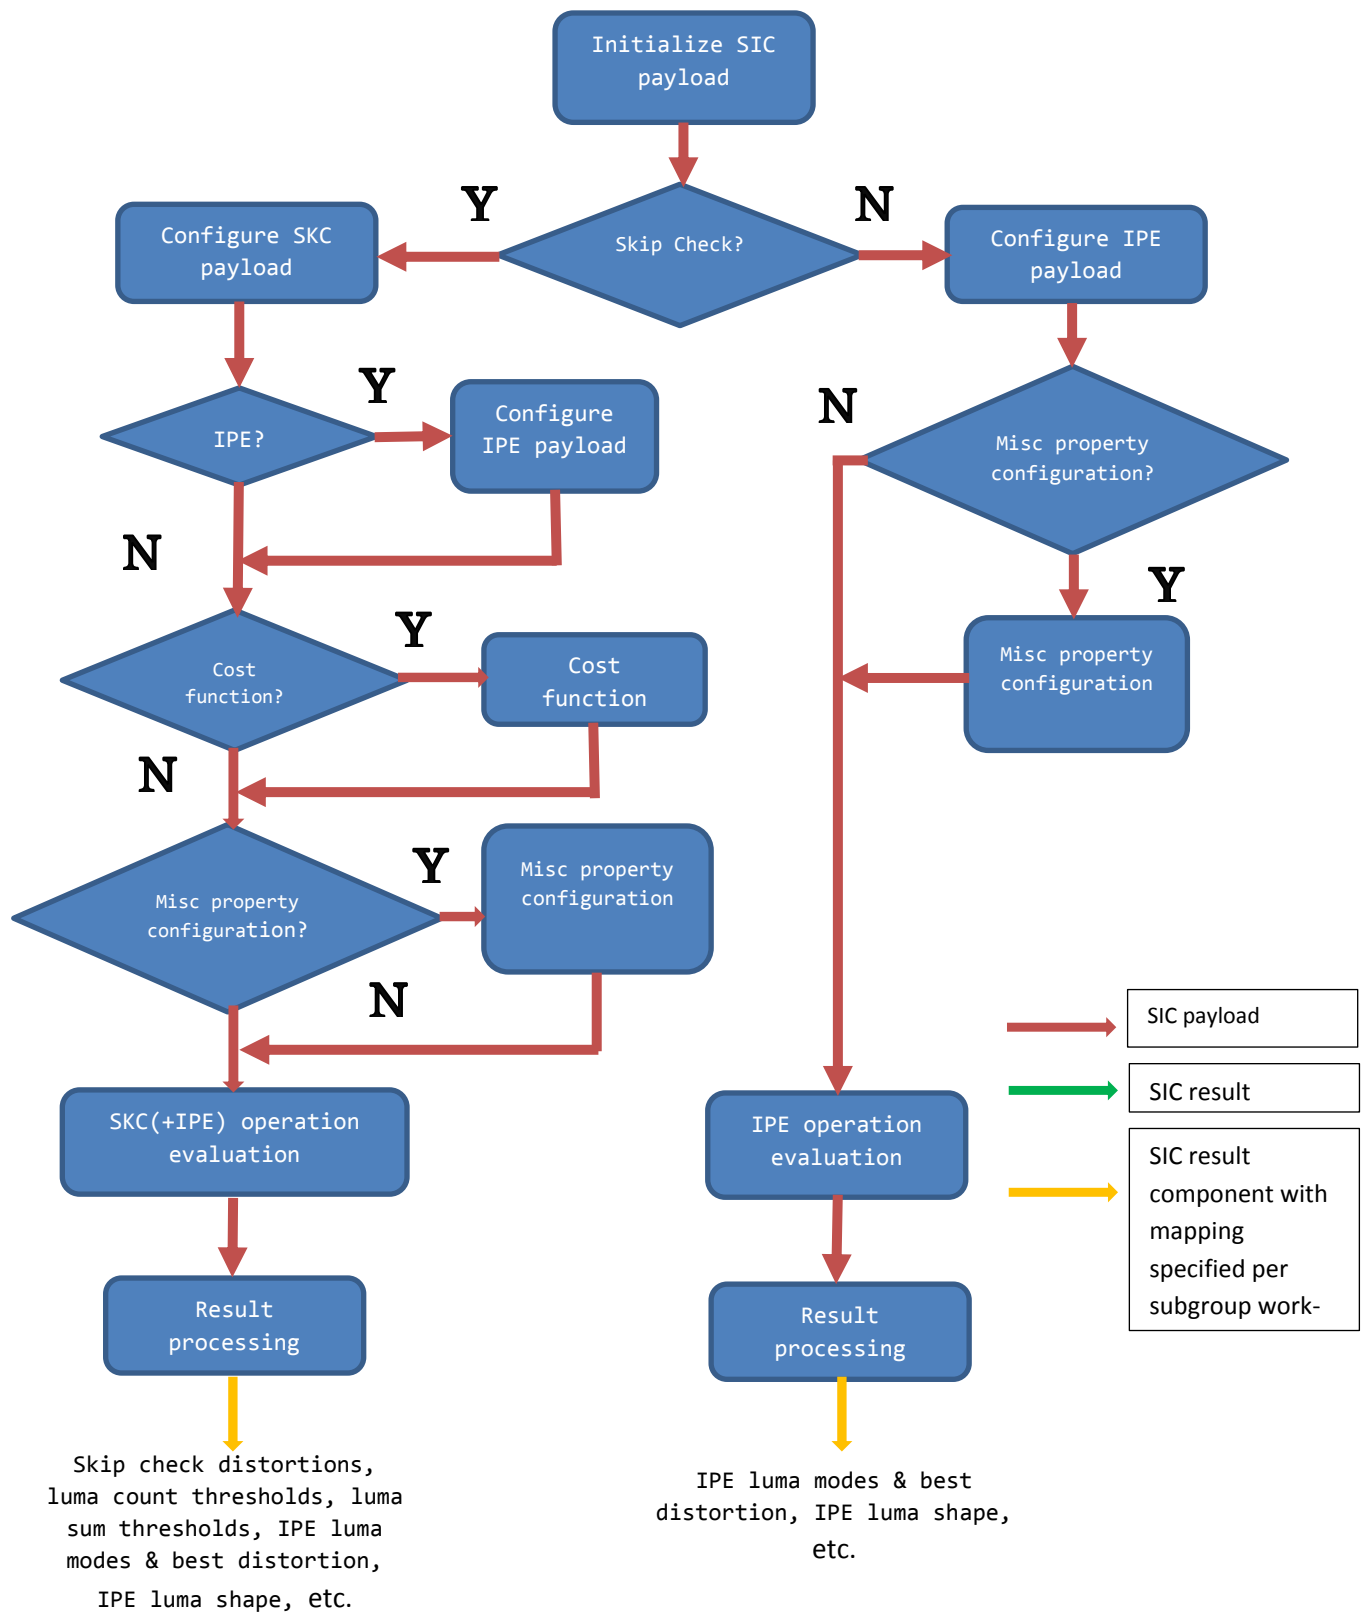 Initialize SIC
payload
Y
N
Skip Check?
Configure SKC
payload
Configure IPE
payload
Y
N
IPE?
Configure
IPE payload
Misc property
configuration?
N
Y
Y
Cost
function?
Cost
function
Misc property
configuration
N
Y
Misc property
configuration?
Misc property
configuration
N
SIC payload
SIC result
SIC result
component with
mapping
specified per
subgroup work-
SKC(+IPE) operation
evaluation
IPE operation
evaluation
Result
processing
Result
processing
Skip check distortions,
luma count thresholds, luma
sum thresholds, IPE luma
modes & best distortion,
IPE luma shape, etc.
IPE luma modes & best
distortion, IPE luma shape,
etc.